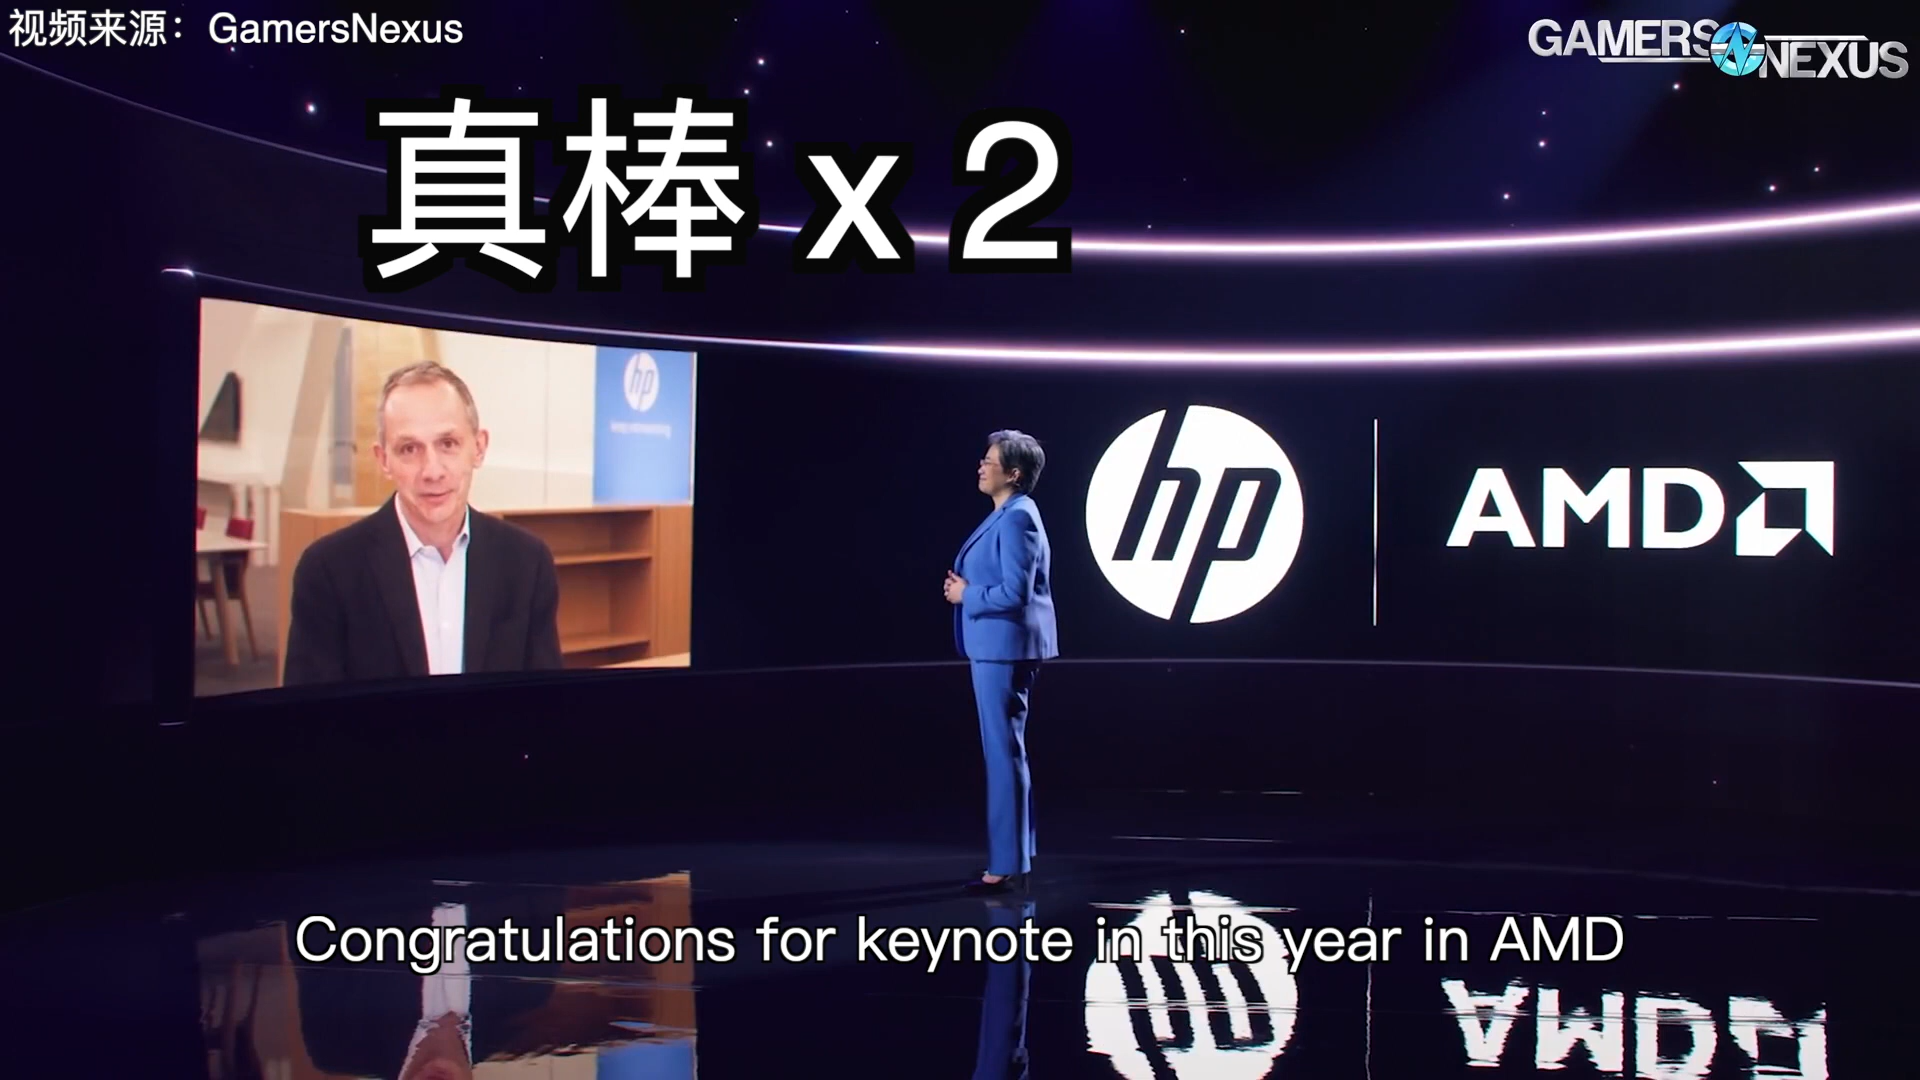 视频来源：GamersNexus
GAMERS NEXUS
真棒 x 2
hp
hp
AMD
Congratulations for keynote in this year in AMD